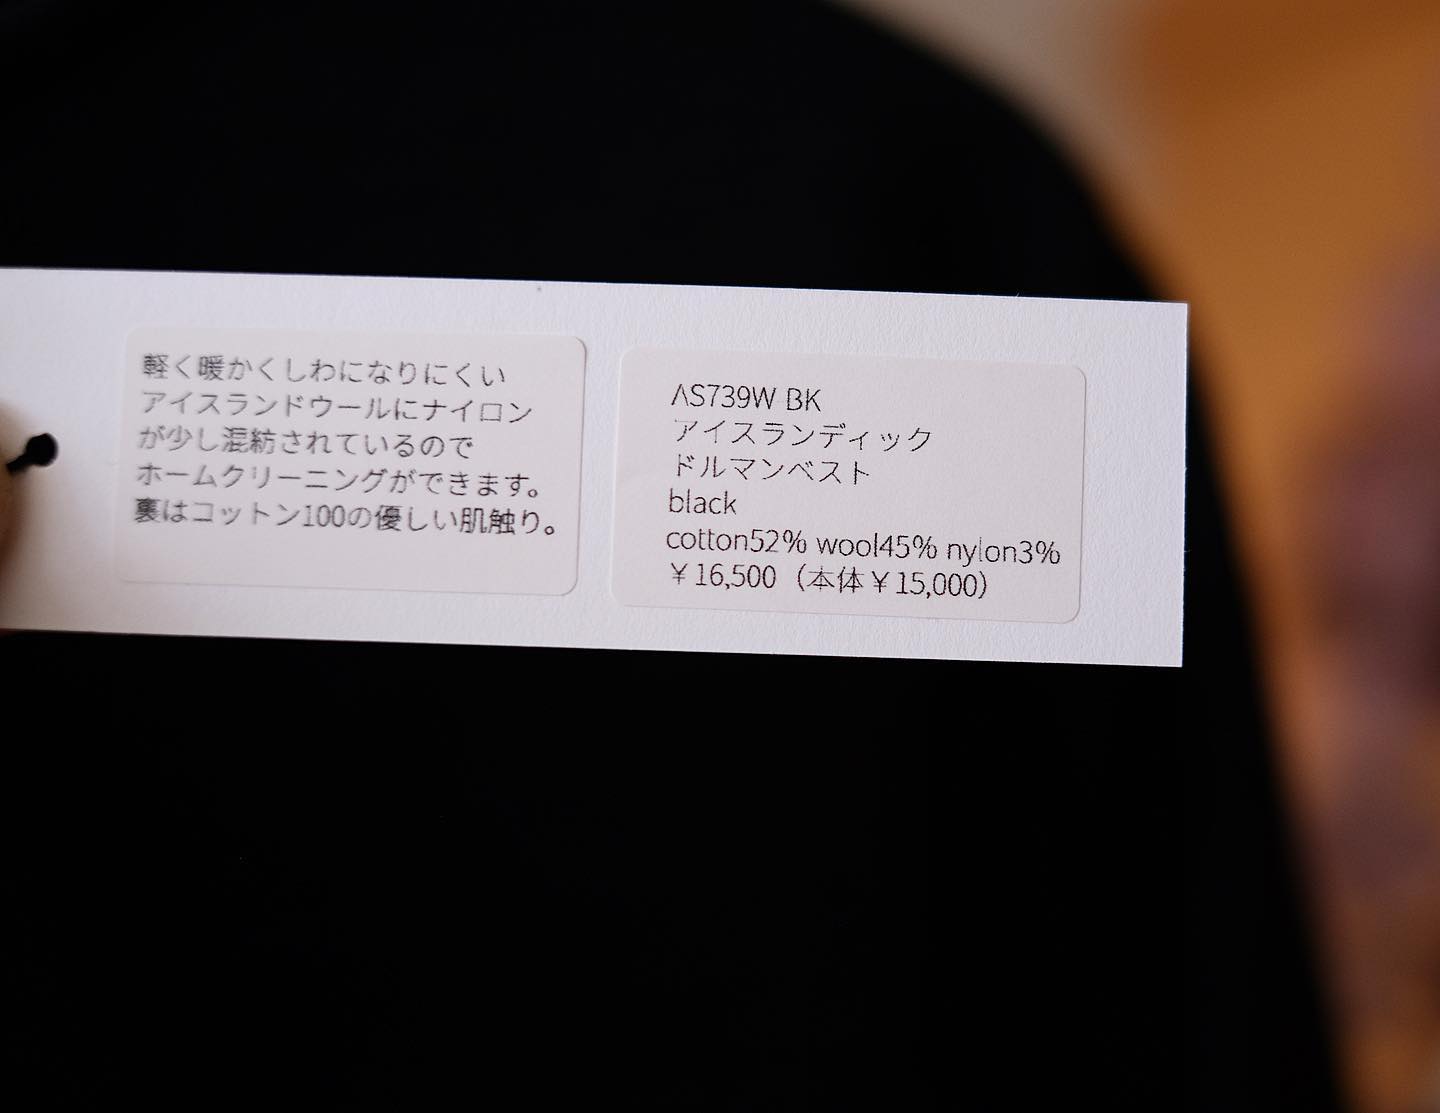 軽く暖かくしわになりにくい
アイスランドウールにナイロン
が少し混紡されているので
ホームクリーニングができます。
裏はコットン100の優しい肌触り。
AS739W BK
アイスランディック
ドルマンベスト
black
cotton52% wool45% nylon3%
￥16,500（本体￥15,000）